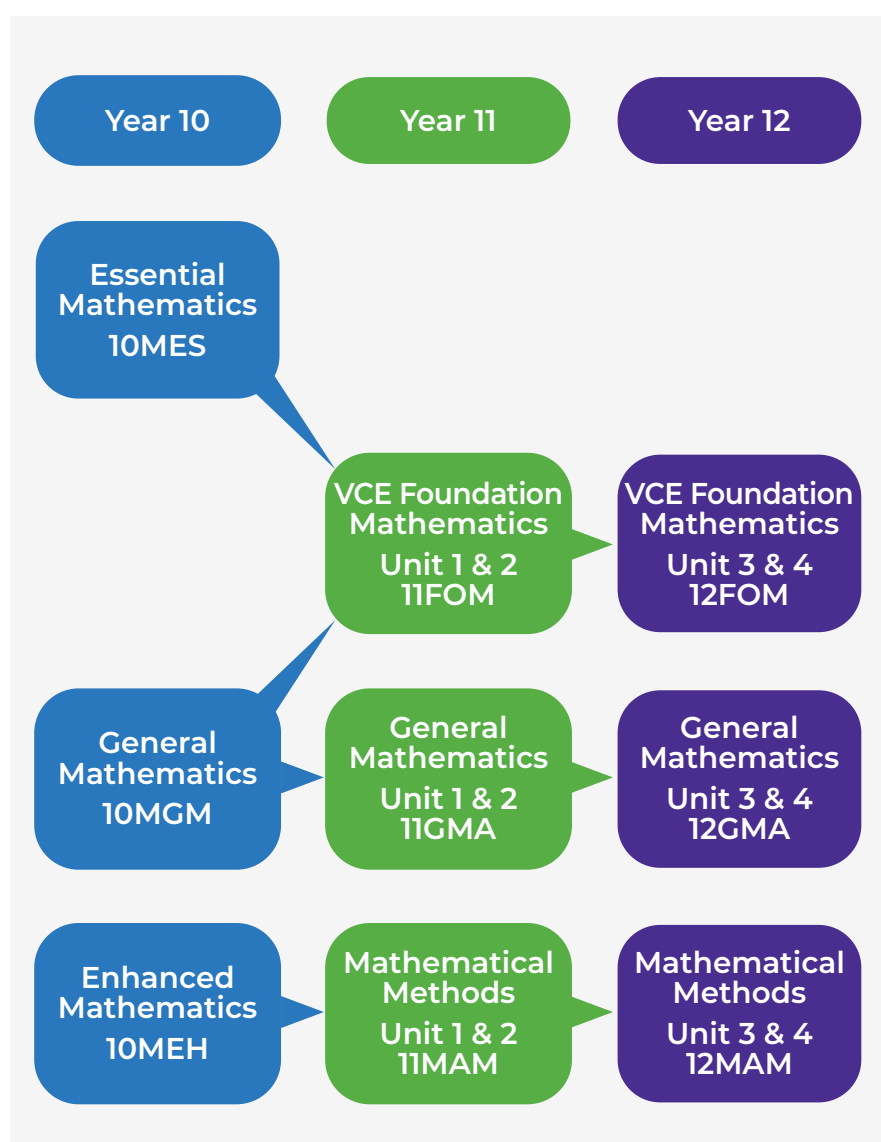 Year 10
Year 11
Year 12
Essential
Mathematics
10MES
VCE Foundation
Mathematics
Unit 1 & 2
11FOM
VCE Foundation
Mathematics
Unit 3 & 4
12FOM
General
Mathematics
10MGM
General
Mathematics
Unit 1 & 2
11GMA
General
Mathematics
Unit 3 & 4
12GMA
Enhanced
Mathematics
10MEH
Mathematical
Methods
Unit 1 & 2
11MAM
Mathematical
Methods
Unit 3 & 4
12MAM